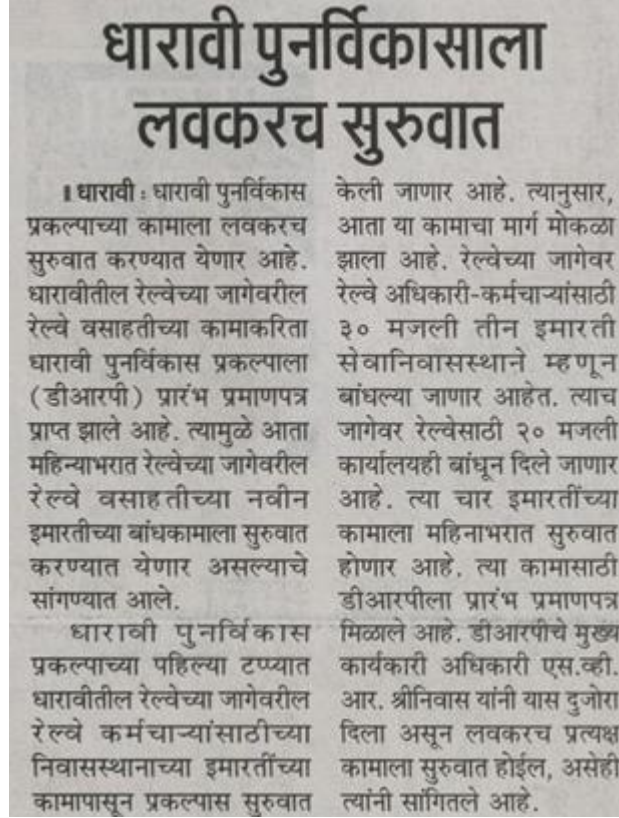 धारावी पुनर्विकासाला
लवकरच सुरुवात
। धारावी : धारावी पुनर्विकास
प्रकल्पाच्या कामाला लवकरच
सुरुवात करण्यात येणार आहे.
धारावीतील रेल्वेच्या जागेवरील
रेल्वे वसाहतीच्या कामाकरिता
धारावी पुनर्विकास प्रकल्पाला
(डीआरपी) प्रारंभ प्रमाणपत्र
प्राप्त झाले आहे. त्यामुळे आता
महिन्याभरात रेल्वेच्या जागेवरील
रेल्वे वसाहतीच्या नवीन
इमारतीच्या बांधकामाला सुरुवात
करण्यात येणार असल्याचे
सांगण्यात आले.
धारावी पुनर्विकास
प्रकल्पाच्या पहिल्या टप्प्यात
धारावीतील रेल्वेच्या जागेवरील
रेल्वे कर्मचाऱ्यांसाठीच्या
निवासस्थानाच्या इमारतींच्या
कामापासून प्रकल्पास सुरुवात
केली जाणार आहे. त्यानुसार,
आता या कामाचा मार्ग मोकळा
झाला आहे. रेल्वेच्या जागेवर
रेल्वे अधिकारी-कर्मचाऱ्यांसाठी
३० मजली तीन इमारती
सेवानिवासस्थाने म्हणून
बांधल्या जाणार आहेत. त्याच
जागेवर रेल्वेसाठी २० मजली
कार्यालयही बांधून दिले जाणार
आहे. त्या चार इमारतींच्या
कामाला महिनाभरात सुरुवात
होणार आहे. त्या कामासाठी
डीआरपीला प्रारंभ प्रमाणपत्र
मिळाले आहे. डीआरपीचे मुख्य
कार्यकारी अधिकारी एस.व्ही.
आर. श्रीनिवास यांनी यास दुजोरा
दिला असून लवकरच प्रत्यक्ष
कामाला सुरुवात होईल, असेही
त्यांनी सांगितले आहे.